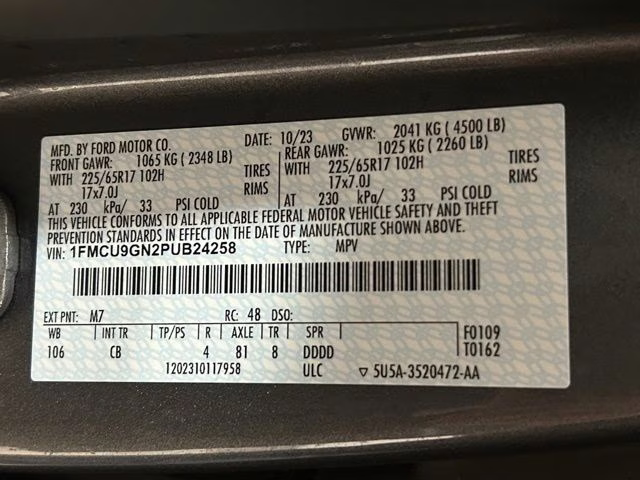 MFD. BY FORD MOTOR CO. DATE: 10/23 GVWR: 2041 KG ( 4500 LB)
FRONT GAWR: 1065 KG ( 2348 LB) REAR GAWR: 1025 KG ( 2260 LB)
WITH 225/65R17 102H TIRES WITH 225/65R17 102H TIRES
17x7.0J RIMS 17x7.0J RIMS
AT 230 kPa/ 33 PSI COLD AT 230 kPa/ 33 PSI COLD
THIS VEHICLE CONFORMS TO ALL APPLICABLE FEDERAL MOTOR VEHICLE SAFETY AND THEFT
PREVENTION STANDARDS IN EFFECT ON THE DATE OF MANUFACTURE SHOWN ABOVE.
VIN: 1FMCU9GN2PUB24258 TYPE: MPV
EXT PNT: M7 RC: 48 DSO:
WB INT TR TP/PS R AXLE TR SPR F0109
106 CB 4 81 8 DDDD T0162
1202310117958 ULC ▽ 5U5A-3520472-AA